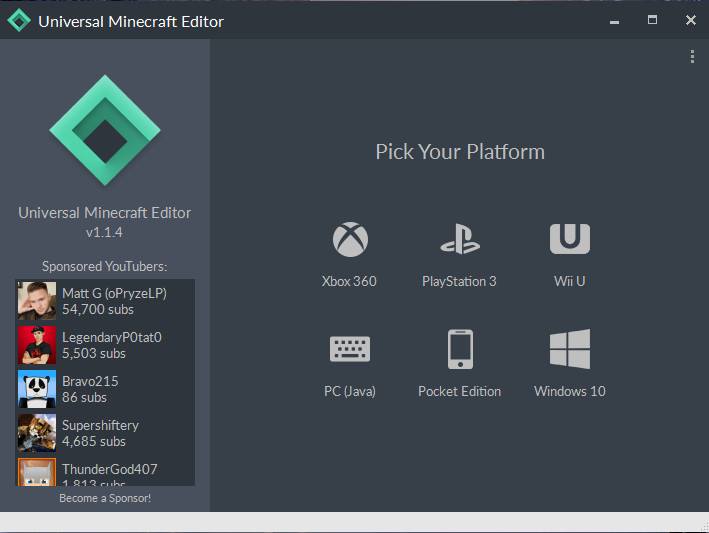 Universal Minecraft Editor
Universal Minecraft Editor
v1.1.4
Sponsored YouTubers:
Matt G (oPryzeLP)
54,700 subs
LegendaryP0tat0
5,503 subs
Bravo215
86 subs
Supershiftery
4,685 subs
ThunderGod407
1,813 subs
Become a Sponsor!
Pick Your Platform
Xbox 360
PlayStation 3
Wii U
PC (Java)
Pocket Edition
Windows 10